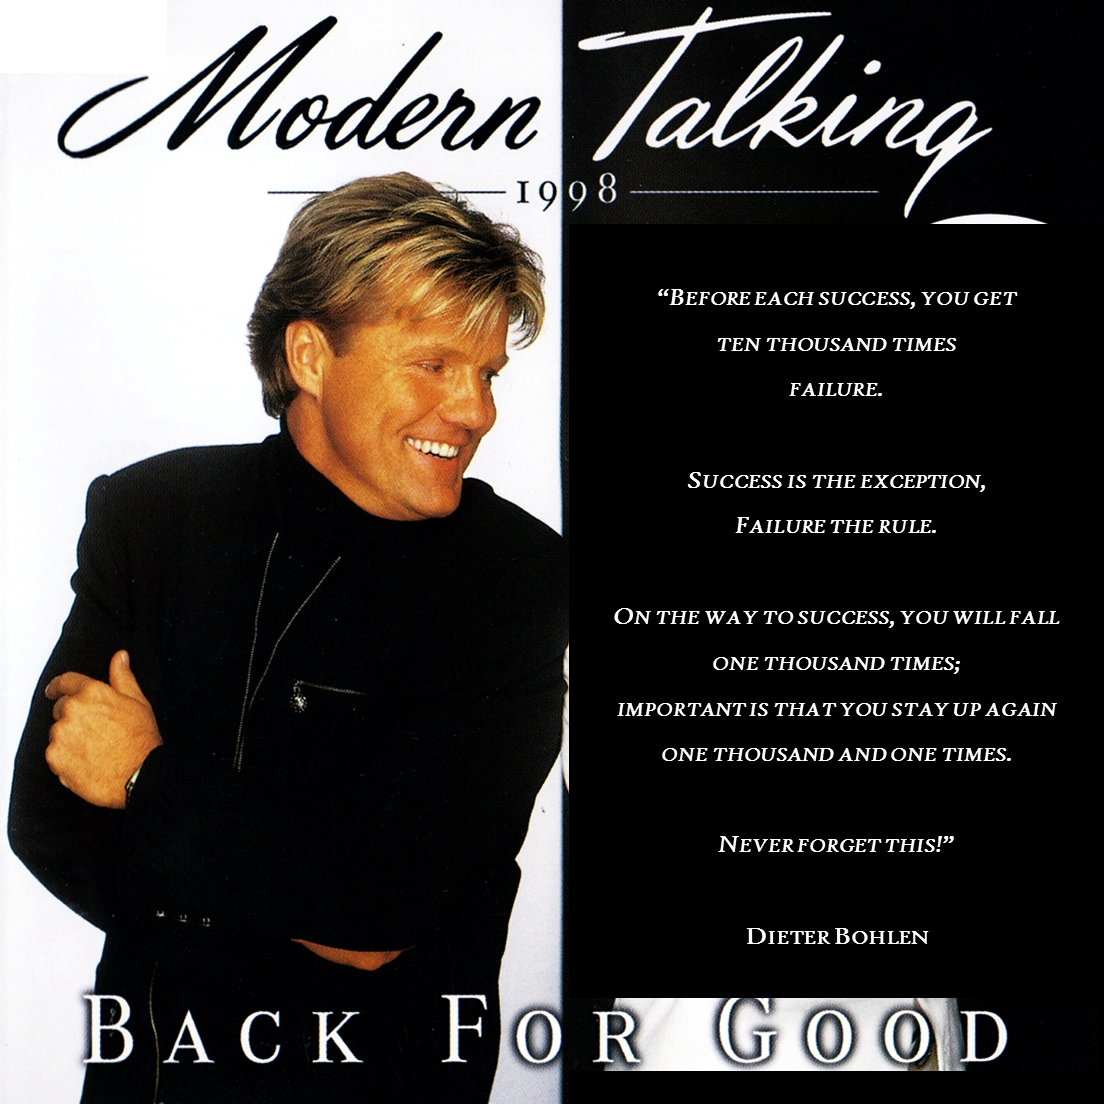 Modern Talking
1998
“Before each success, you get
ten thousand times
failure.
Success is the exception,
Failure the rule.
On the way to success, you will fall
one thousand times;
important is that you stay up again
one thousand and one times.
Never forget this!”
Dieter Bohlen
Back For Good